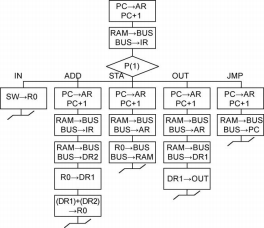 PC→AR
PC+1
RAM→BUS
BUS→IR
P(1)
IN ADD STA OUT JMP
SW→R0
PC→AR
PC+1
RAM→BUS
BUS→IR
RAM→BUS
BUS→DR2
R0→DR1
(DR1)+(DR2)
→R0
PC→AR
PC+1
RAM→BUS
BUS→AR
R0→BUS
BUS→RAM
PC→AR
PC+1
RAM→BUS
BUS→AR
RAM→BUS
BUS→DR1
DR1→OUT
PC→AR
PC+1
RAM→BUS
BUS→PC